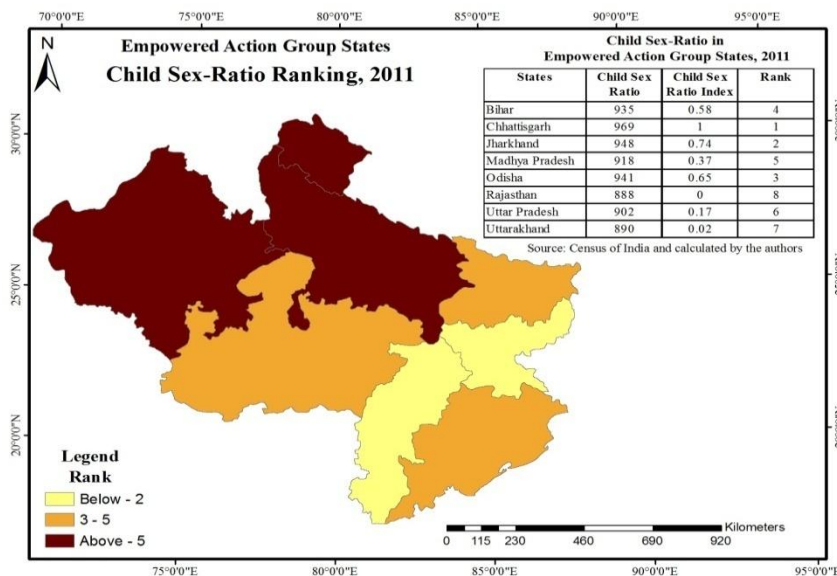 70°0'0"E 75°0'0"E 80°0'0"E 85°0'0"E 90°0'0"E 95°0'0"E
N
Empowered Action Group States
Child Sex-Ratio Ranking, 2011
Child Sex-Ratio in
Empowered Action Group States, 2011
States Child Sex Ratio Child Sex Ratio Index Rank
Bihar 935 0.58 4
Chhattisgarh 969 1 1
Jharkhand 948 0.74 2
Madhya Pradesh 918 0.37 5
Odisha 941 0.65 3
Rajasthan 888 0 8
Uttar Pradesh 902 0.17 6
Uttarakhand 890 0.02 7
Source: Census of India and calculated by the authors
30°0'0"N
25°0'0"N
20°0'0"N
Legend
Rank
Below - 2
3 - 5
Above - 5
Kilometers
0 115 230 460 690 920
75°0'0"E 80°0'0"E 85°0'0"E 90°0'0"E 95°0'0"E